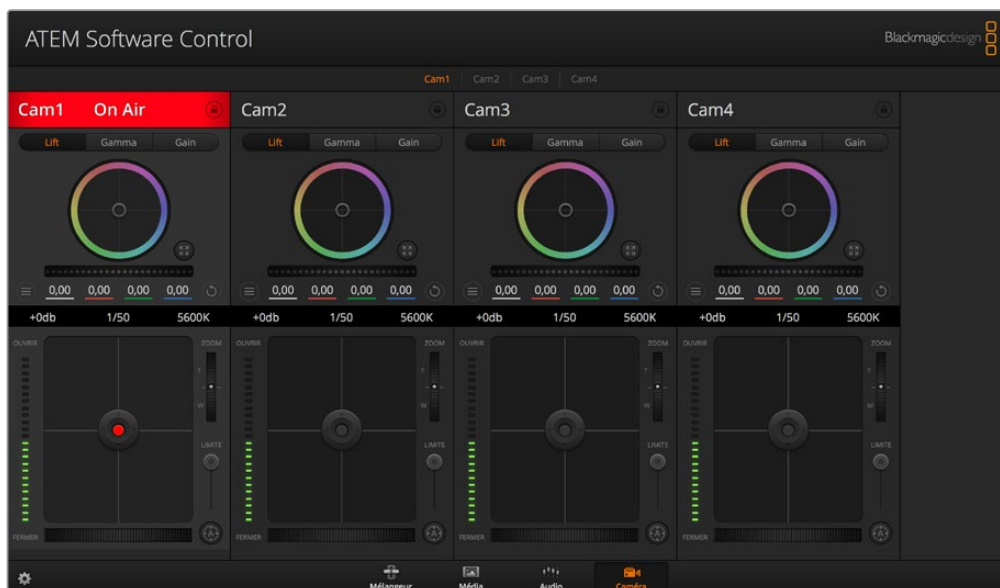 ATEM Software Control
Blackmagicdesign
Cam1 Cam2 Cam3 Cam4
Cam1 On Air Cam2 Cam3 Cam4
Lift Gamma Gain Lift Gamma Gain Lift Gamma Gain Lift Gamma Gain
0,00 0,00 0,00 0,00 0,00 0,00 0,00 0,00 0,00 0,00 0,00 0,00 0,00 0,00 0,00 0,00
+0db 1/50 5600K +0db 1/50 5600K +0db 1/50 5600K +0db 1/50 5600K
OUVRIR ZOOM OUVRIR ZOOM OUVRIR ZOOM OUVRIR ZOOM
T T T T
W W W W
LIMITE LIMITE LIMITE LIMITE
FERMER A FERMER A FERMER A FERMER A
Mélangeur Média Audio Caméra